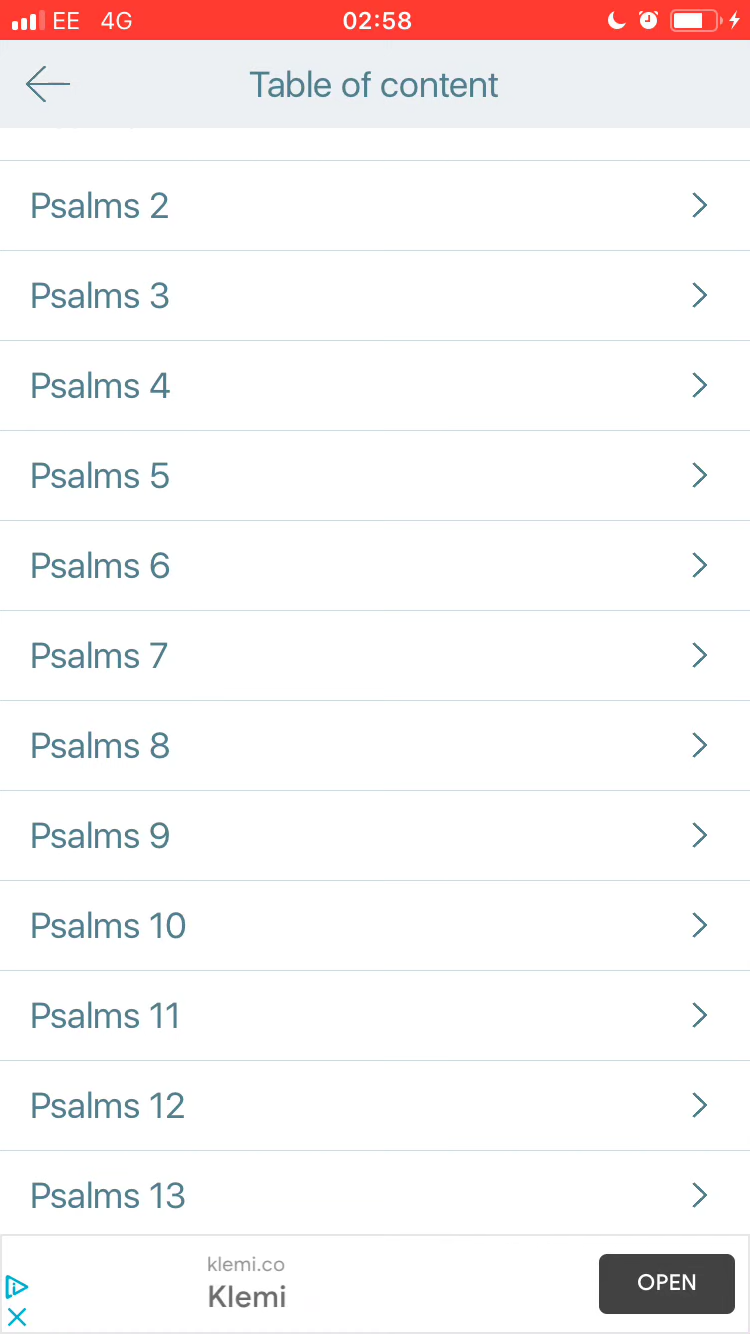 EE 4G 02:58
Table of content
Psalms 2
Psalms 3
Psalms 4
Psalms 5
Psalms 6
Psalms 7
Psalms 8
Psalms 9
Psalms 10
Psalms 11
Psalms 12
Psalms 13
klemi.co
Klemi
OPEN